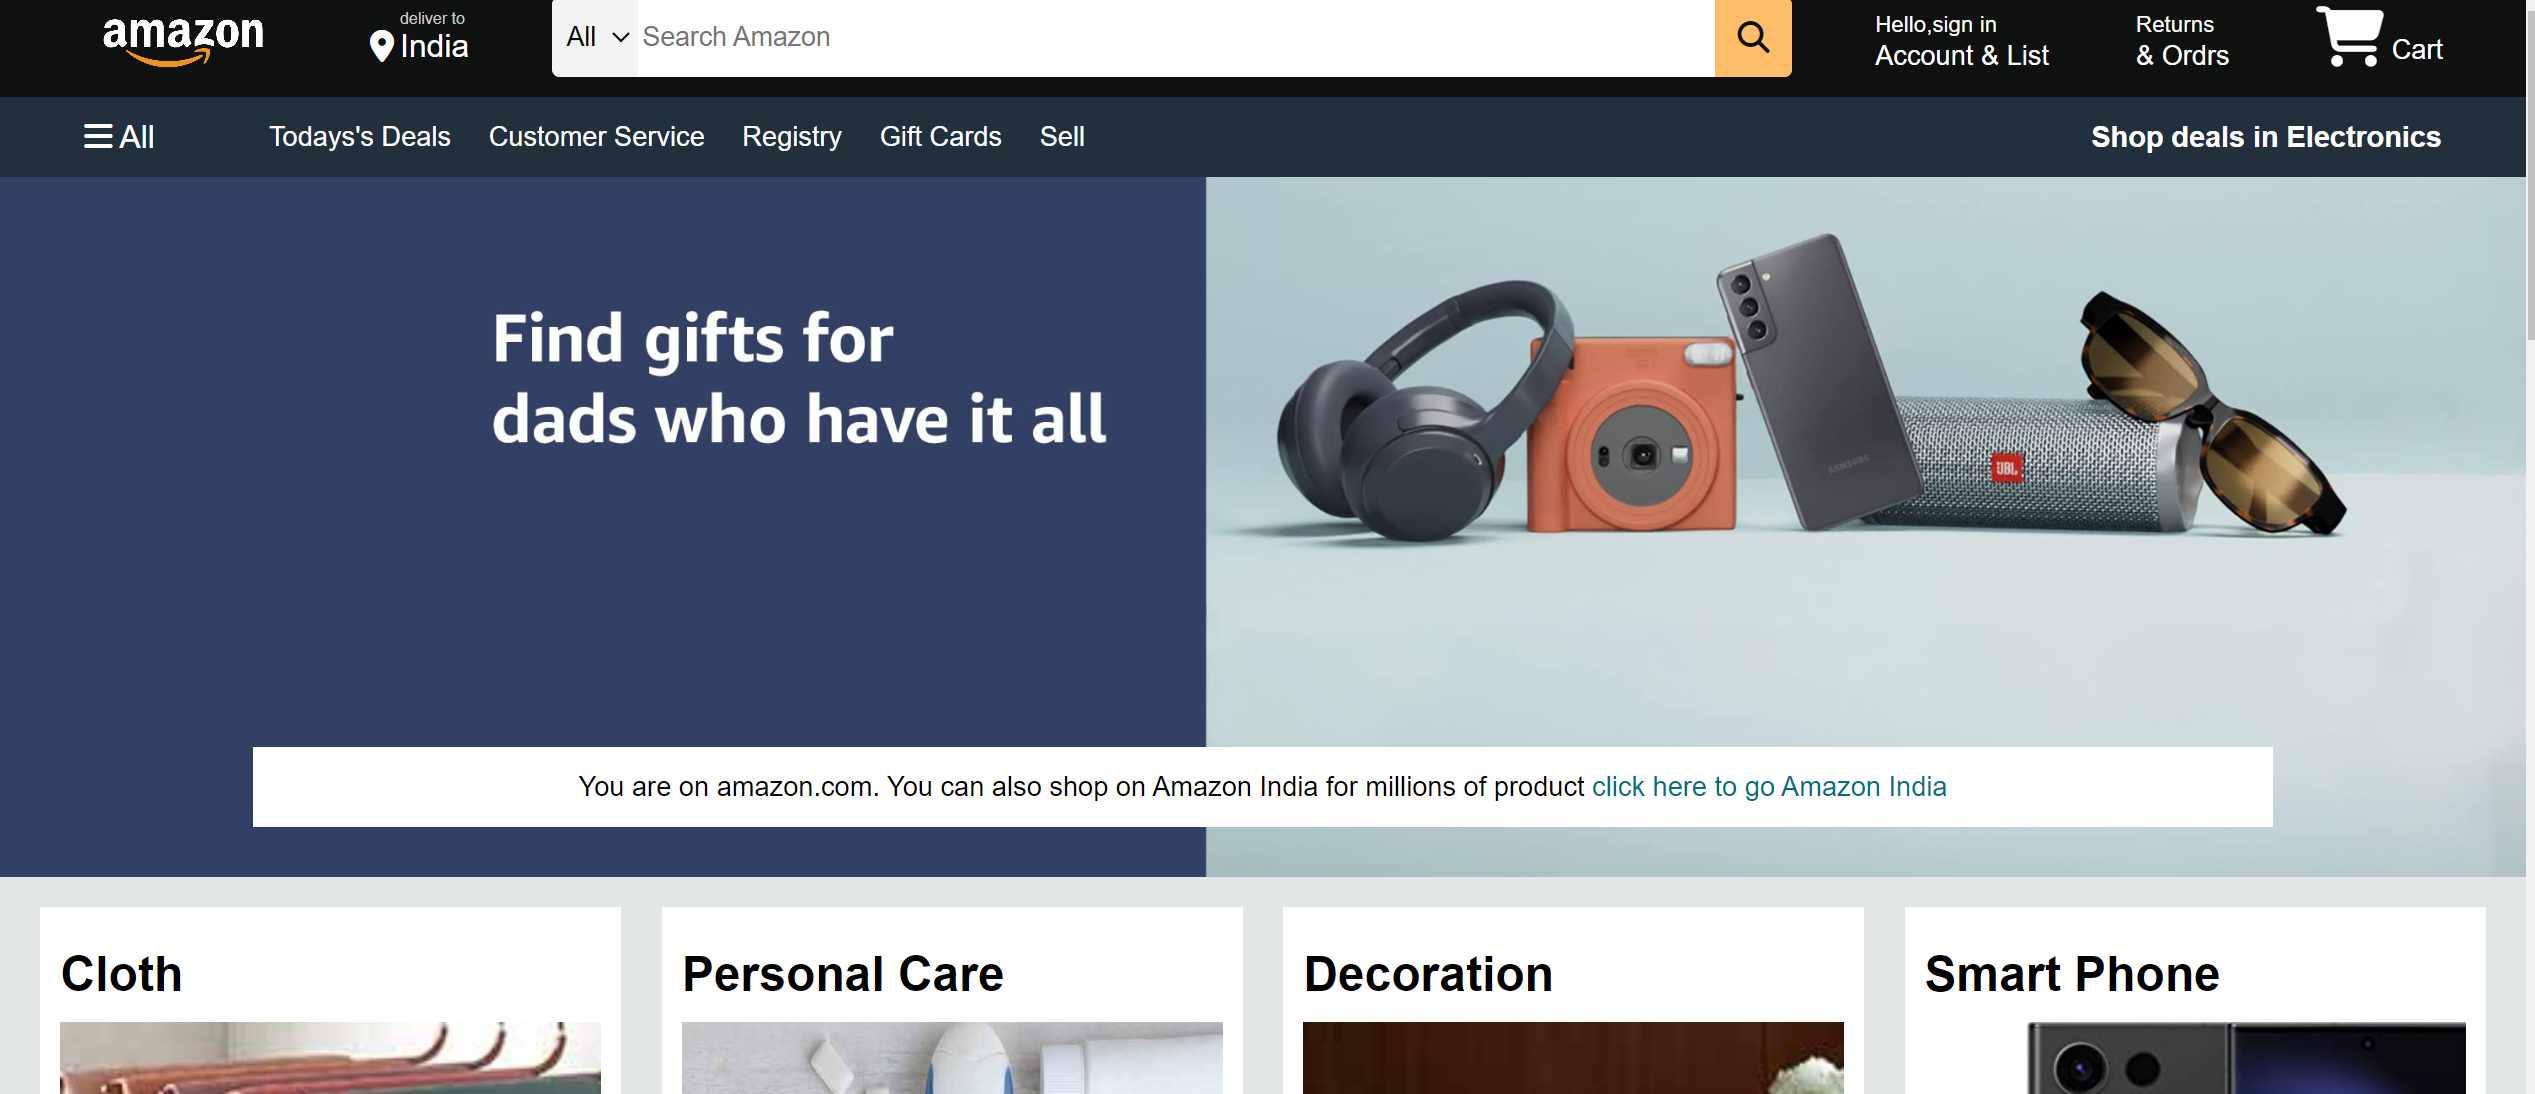 amazon
deliver to
India
All
Search Amazon
Hello,sign in
Account & List
Returns
& Ordrs
Cart
All
Todays's Deals
Customer Service
Registry
Gift Cards
Sell
Shop deals in Electronics
Find gifts for
dads who have it all
SAMSUNG
JBL
You are on amazon.com. You can also shop on Amazon India for millions of product click here to go Amazon India
Cloth
Personal Care
Decoration
Smart Phone